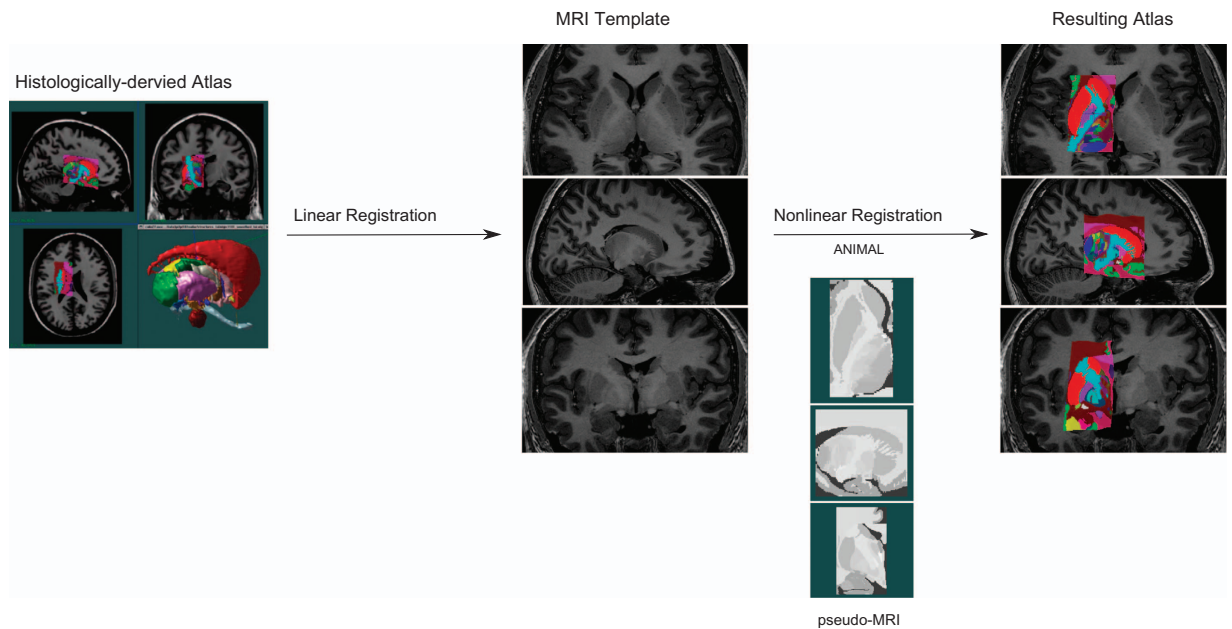 MRI Template
Resulting Atlas
Histologically-dervied Atlas
Linear Registration
Nonlinear Registration
ANIMAL
pseudo-MRI